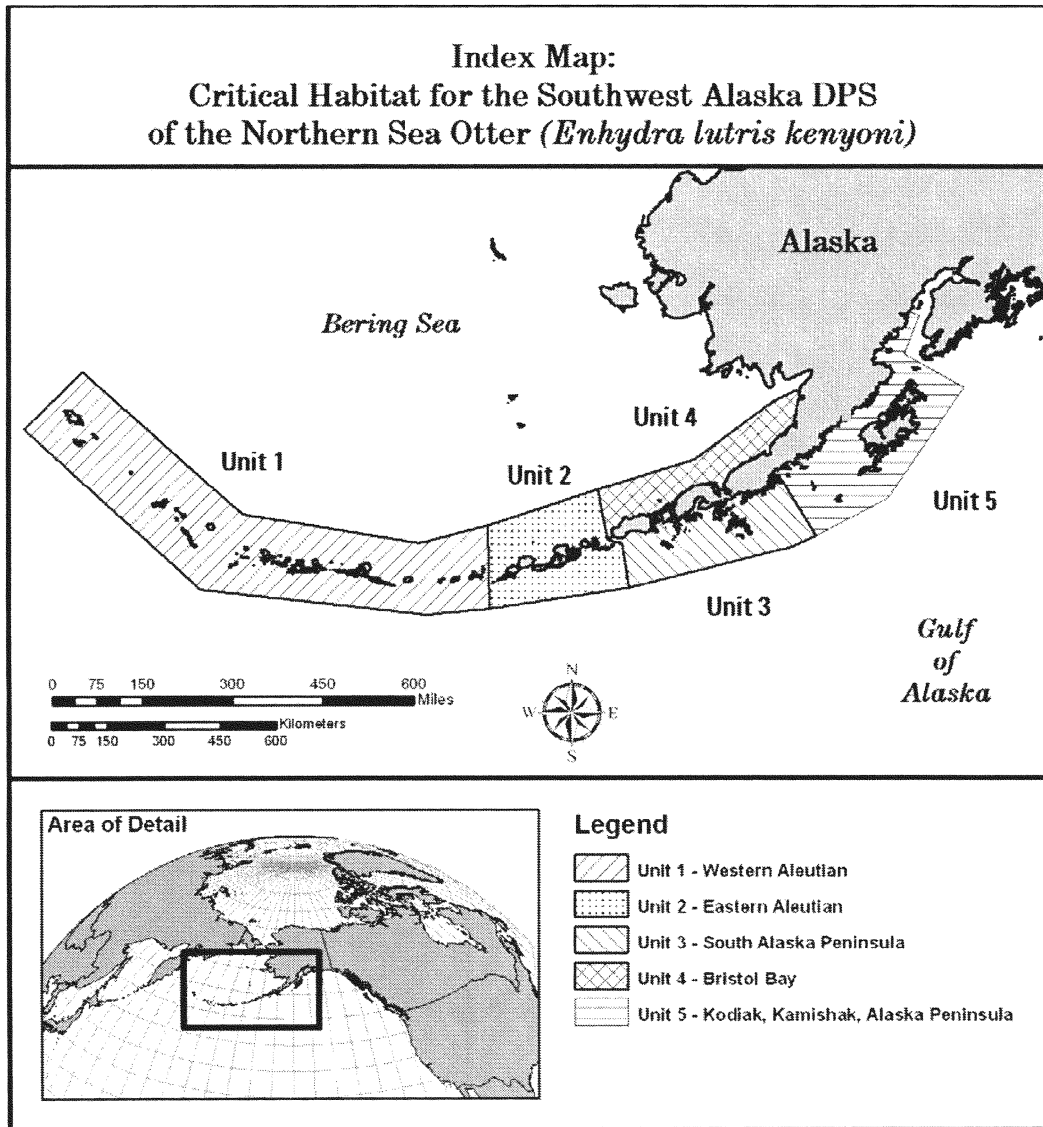 Index Map:
Critical Habitat for the Southwest Alaska DPS
of the Northern Sea Otter (Enhydra lutris kenyoni)
Alaska
Bering Sea
Unit 4
Unit 1
Unit 2
Unit 5
Unit 3
Gulf
of
Alaska
0 75 150 300 450 600
Miles
Kilometers
0 75 150 300 450 600
N
W E
S
Area of Detail
Legend
Unit 1 - Western Aleutian
Unit 2 - Eastern Aleutian
Unit 3 - South Alaska Peninsula
Unit 4 - Bristol Bay
Unit 5 - Kodiak, Kamishak, Alaska Peninsula